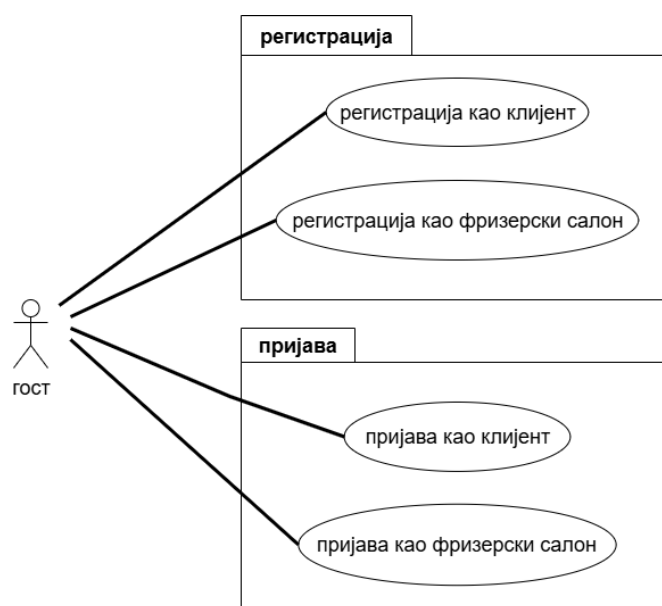 регистрација
регистрација као клијент
регистрација као фризерски салон
гост
пријава
пријава као клијент
пријава као фризерски салон